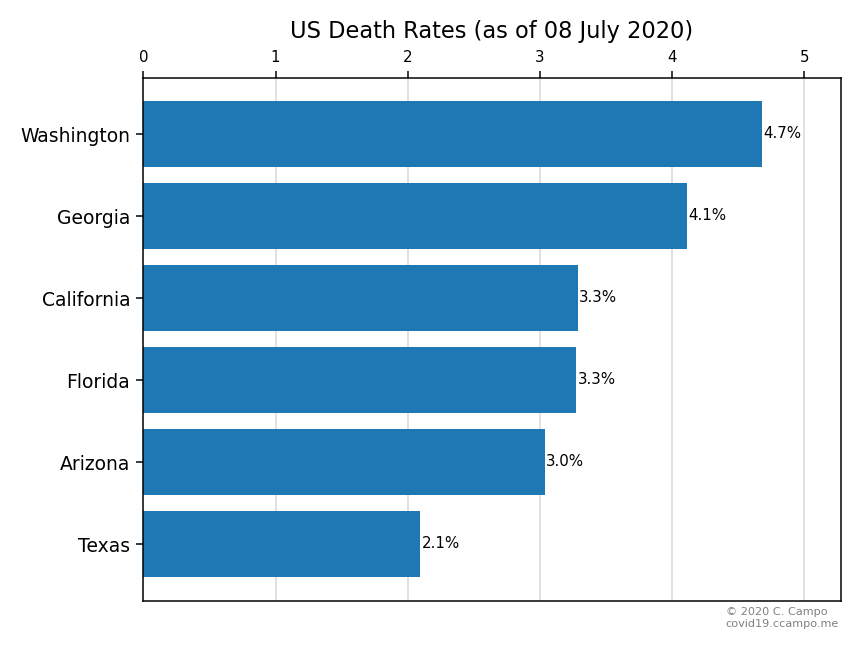 US Death Rates (as of 08 July 2020)
0 1 2 3 4 5
Washington 4.7%
Georgia 4.1%
California 3.3%
Florida 3.3%
Arizona 3.0%
Texas 2.1%
© 2020 C. Campo
covid19.ccampo.me